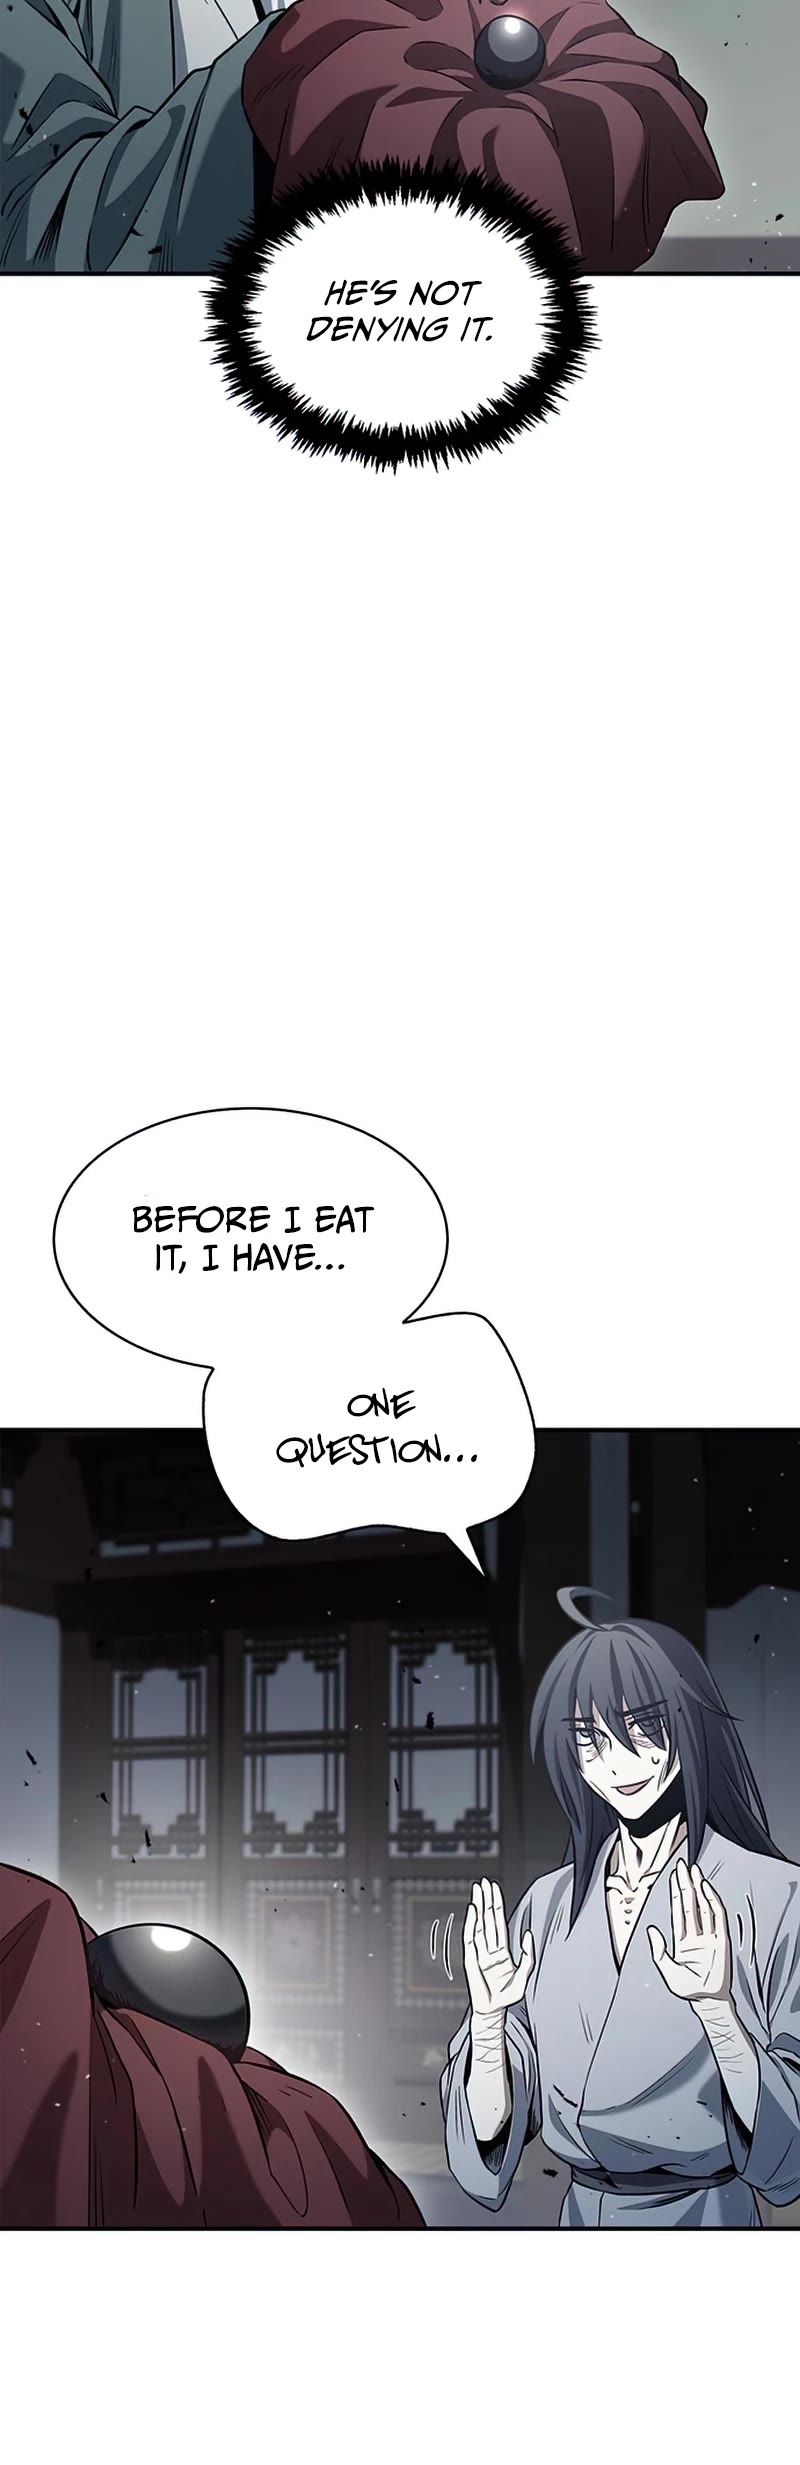 HE'S NOT
DENYING IT.
BEFORE I EAT
IT, I HAVE...
ONE
QUESTION...